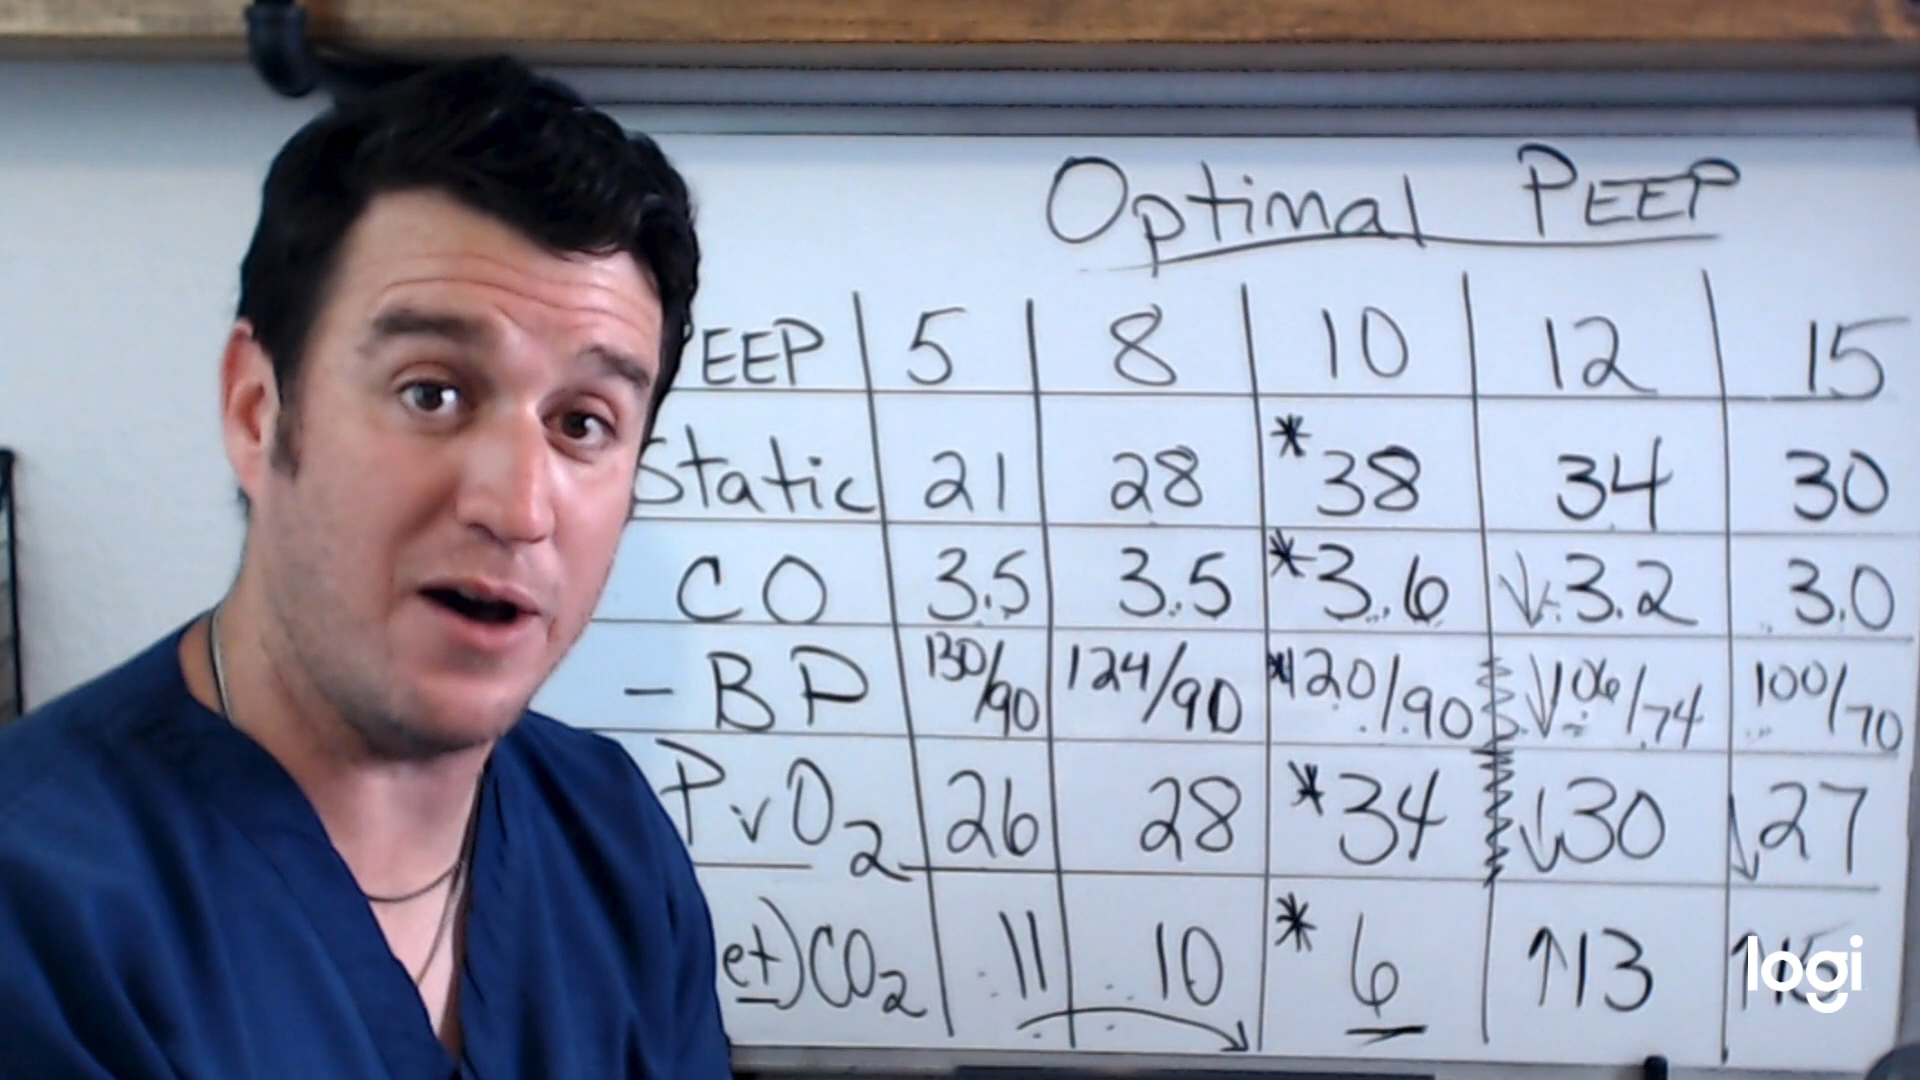 Optimal PEEP
PEEP 5 8 10 12 15
Static 21 28 *38 34 30
CO 3.5 3.5 *3.6 ↓3.2 3.0
-BP 130/90 124/90 *120/90 ↓106/74 100/70
PvO2 26 28 *34 ↓30 ↓27
et)CO2 11 10 *6 ↑13
logi